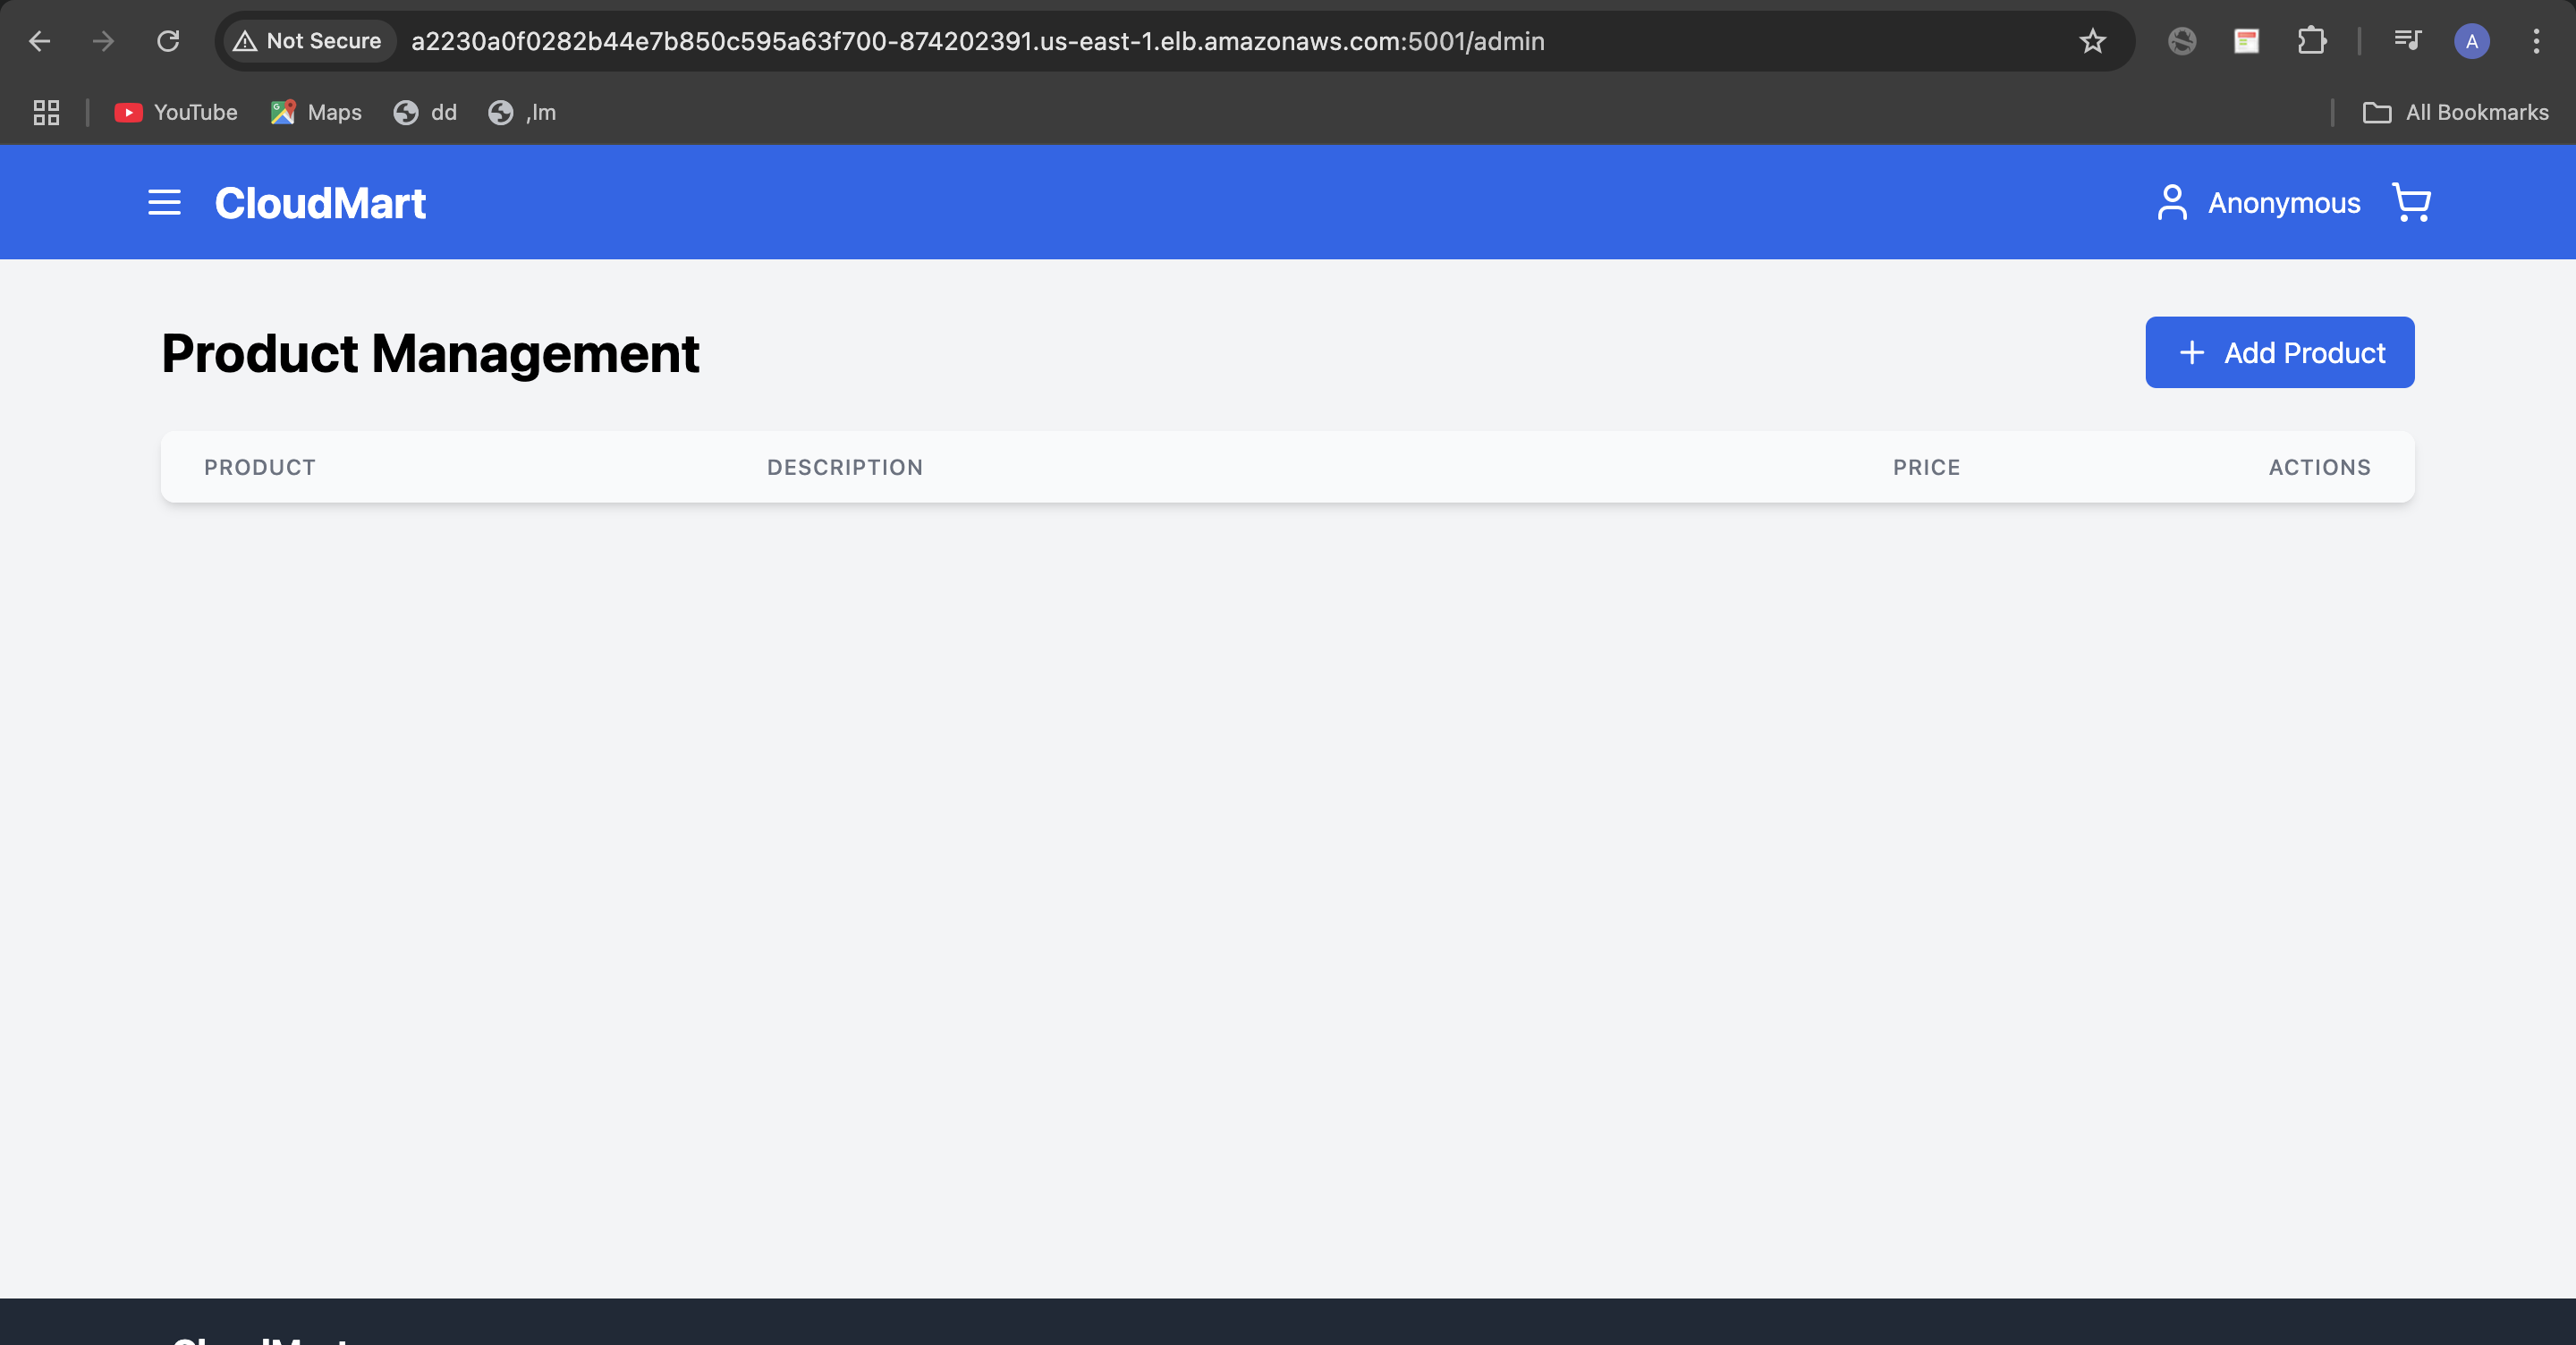 Not Secure a2230a0f0282b44e7b850c595a63f700-874202391.us-east-1.elb.amazonaws.com:5001/admin A
YouTube Maps dd ,lm All Bookmarks
CloudMart Anonymous
Product Management + Add Product
PRODUCT DESCRIPTION PRICE ACTIONS
CloudMart